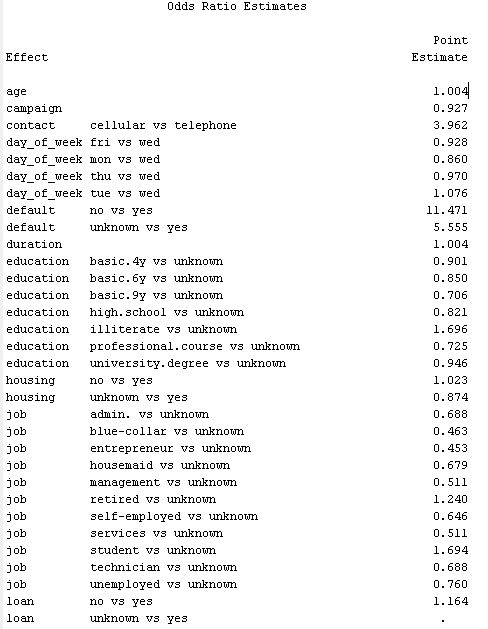 Odds Ratio Estimates
Point
Effect Estimate
age 1.004
campaign 0.927
contact cellular vs telephone 3.962
day_of_week fri vs wed 0.928
day_of_week mon vs wed 0.860
day_of_week thu vs wed 0.970
day_of_week tue vs wed 1.076
default no vs yes 11.471
default unknown vs yes 5.555
duration 1.004
education basic.4y vs unknown 0.901
education basic.6y vs unknown 0.850
education basic.9y vs unknown 0.706
education high.school vs unknown 0.821
education illiterate vs unknown 1.696
education professional.course vs unknown 0.725
education university.degree vs unknown 0.946
housing no vs yes 1.023
housing unknown vs yes 0.874
job admin. vs unknown 0.688
job blue-collar vs unknown 0.463
job entrepreneur vs unknown 0.453
job housemaid vs unknown 0.679
job management vs unknown 0.511
job retired vs unknown 1.240
job self-employed vs unknown 0.646
job services vs unknown 0.511
job student vs unknown 1.694
job technician vs unknown 0.688
job unemployed vs unknown 0.760
loan no vs yes 1.164
loan unknown vs yes .